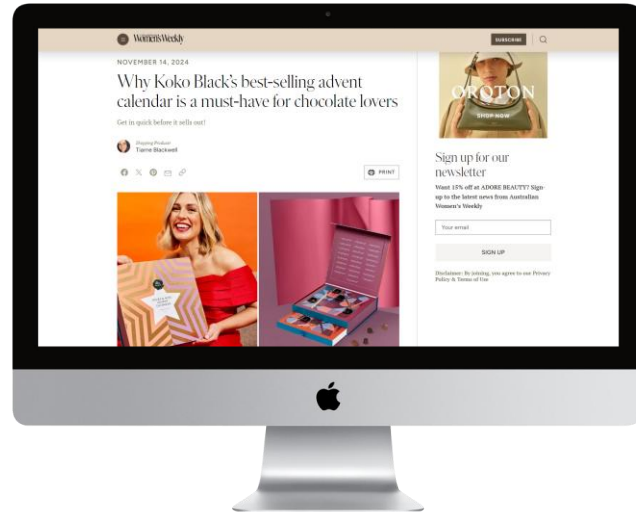 Women's Weekly
SUBSCRIBE
NOVEMBER 14, 2024
Why Koko Black's best-selling advent
calendar is a must-have for chocolate lovers
Get in quick before it sells out!
Shopping Producer
Tianne Blackwell
PRINT
OROTON
SHOP NOW
Sign up for our
newsletter
Want 15% off at ADORE BEAUTY? Sign-
up to the latest news from Australian
Women's Weekly
Your email
SIGN UP
Disclaimer: By joining, you agree to our Privacy
Policy & Terms of Use